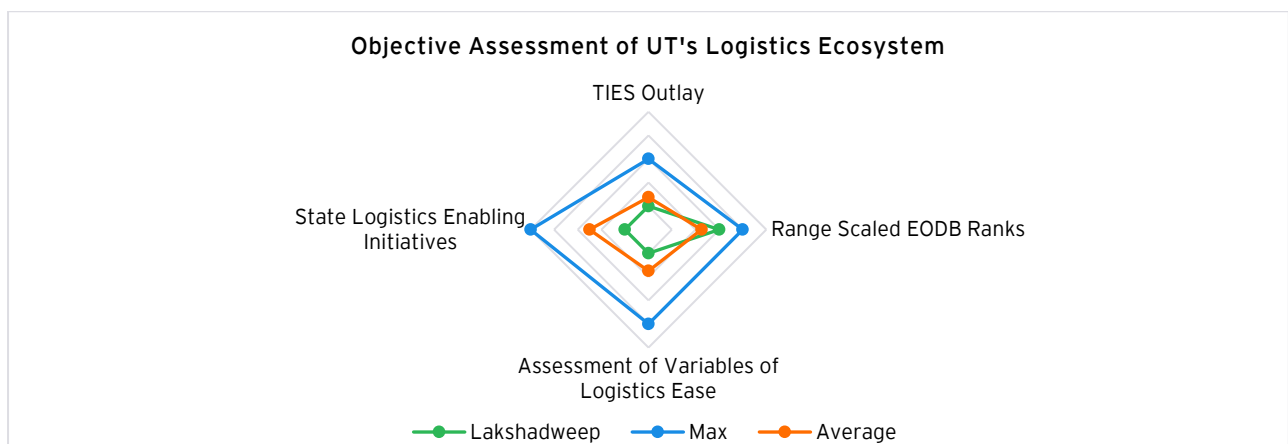 Objective Assessment of UT's Logistics Ecosystem
TIES Outlay
State Logistics Enabling
Initiatives
Range Scaled EODB Ranks
Assessment of Variables of
Logistics Ease
Lakshadweep Max Average